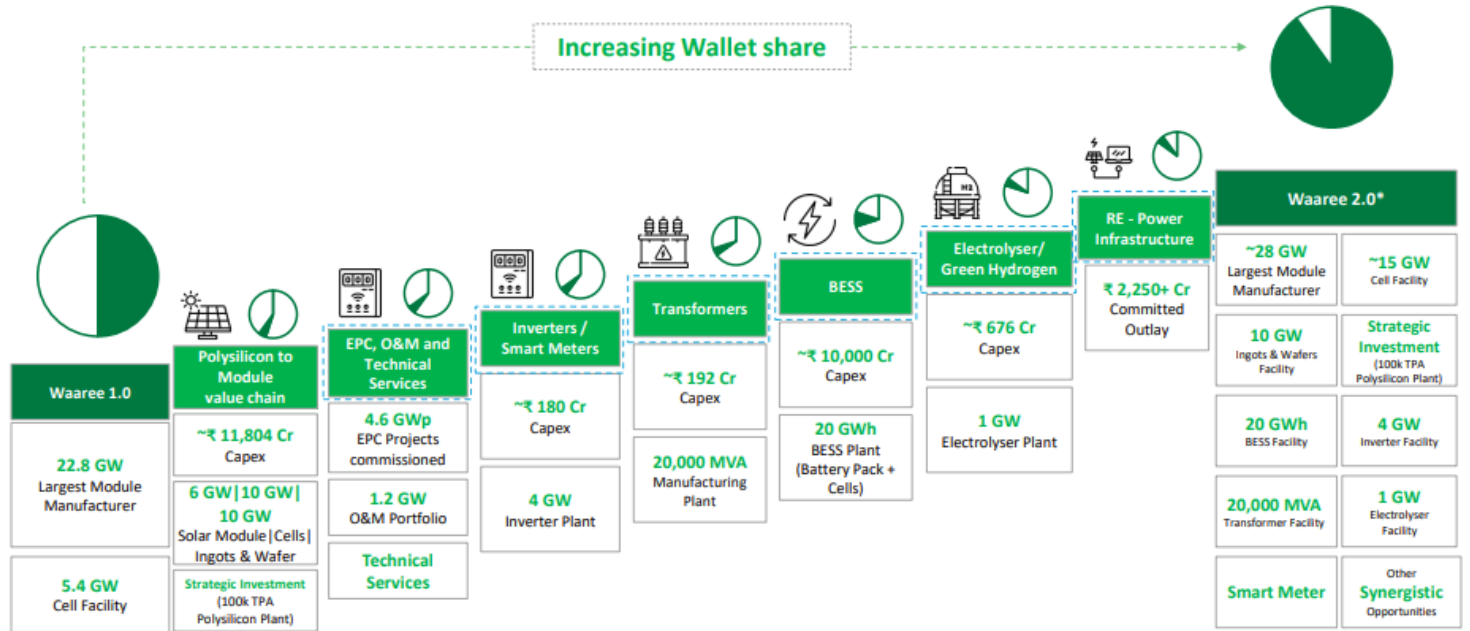 Increasing Wallet share
Waaree 1.0
22.8 GW
Largest Module
Manufacturer
5.4 GW
Cell Facility
Polysilicon to
Module
value chain
~₹ 11,804 Cr
Capex
6 GW|10 GW|
10 GW
Solar Module|Cells|
Ingots & Wafer
Strategic Investment
(100k TPA
Polysilicon Plant)
EPC, O&M and
Technical
Services
4.6 GWp
EPC Projects
commissioned
1.2 GW
O&M Portfolio
Technical
Services
Inverters /
Smart Meters
~₹ 180 Cr
Capex
4 GW
Inverter Plant
Transformers
~₹ 192 Cr
Capex
20,000 MVA
Manufacturing
Plant
BESS
~₹ 10,000 Cr
Capex
20 GWh
BESS Plant
(Battery Pack +
Cells)
H2
Electrolyser/
Green Hydrogen
~₹ 676 Cr
Capex
1 GW
Electrolyser Plant
RE - Power
Infrastructure
₹ 2,250+ Cr
Committed
Outlay
Waaree 2.0*
~28 GW
Largest Module
Manufacturer
~15 GW
Cell Facility
10 GW
Ingots & Wafers
Facility
Strategic
Investment
(100k TPA
Polysilicon Plant)
20 GWh
BESS Facility
4 GW
Inverter Facility
20,000 MVA
Transformer Facility
1 GW
Electrolyser
Facility
Smart Meter
Other
Synergistic
Opportunities